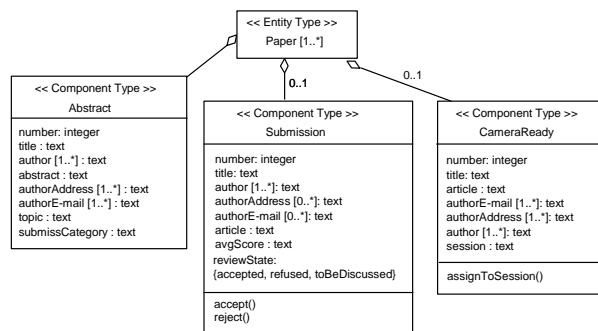 << Entity Type >>
Paper [1..*]
0..1
0..1
<< Component Type >>
Abstract
number: integer
title : text
author [1..*] : text
abstract : text
authorAddress [1..*] : text
authorE-mail [1..*] : text
topic : text
submissCategory : text
<< Component Type >>
Submission
number: integer
title: text
author [1..*]: text
authorAddress [0..*]: text
authorE-mail [0..*]: text
article : text
avgScore : text
reviewState:
{accepted, refused, toBeDiscussed}
accept()
reject()
<< Component Type >>
CameraReady
number: integer
title: text
article : text
authorE-mail [1..*]: text
authorAddress [1..*]: text
author [1..*]: text
session : text
assignToSession()